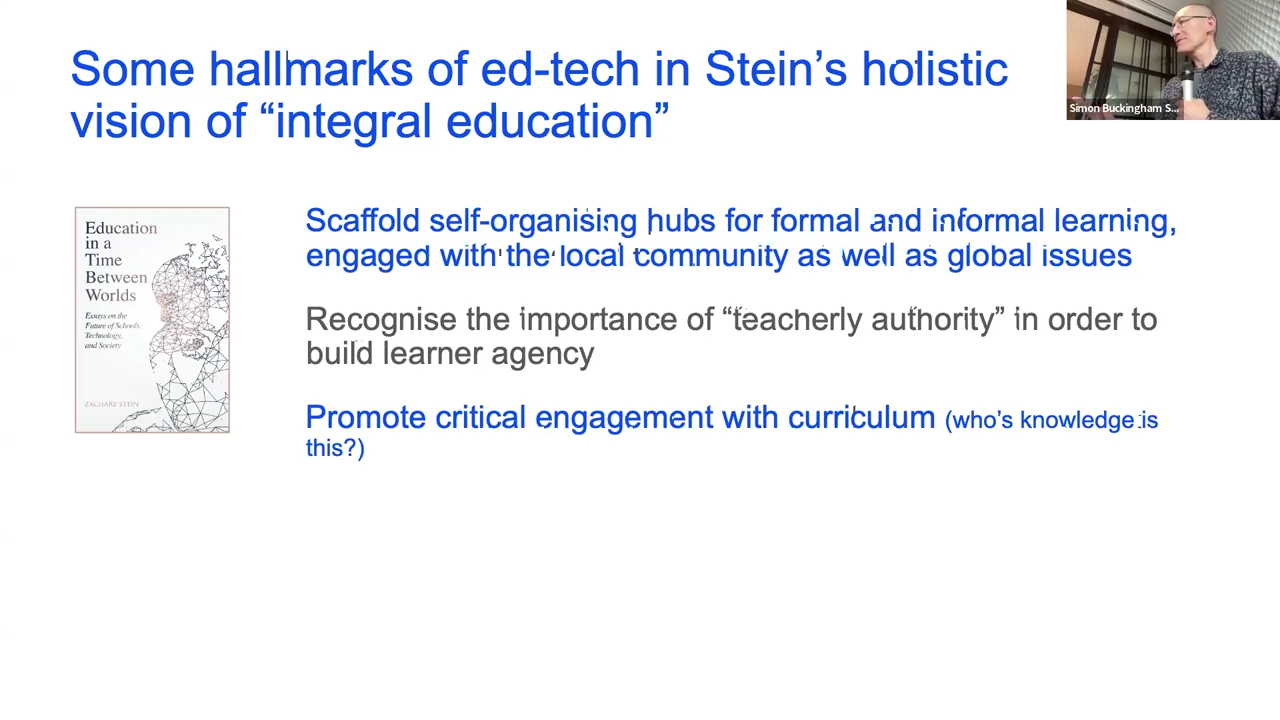 Some hallmarks of ed-tech in Stein's holistic
vision of “integral education”
Simon Buckingham S...
Education
in a
Time
Between
Worlds
Essays on the
Future of Schools,
Technology,
and Society
ZACHARY STEIN
Scaffold self-organising hubs for formal and informal learning,
engaged with the local community as well as global issues
Recognise the importance of “teacherly authority” in order to
build learner agency
Promote critical engagement with curriculum (who's knowledge is
this?)